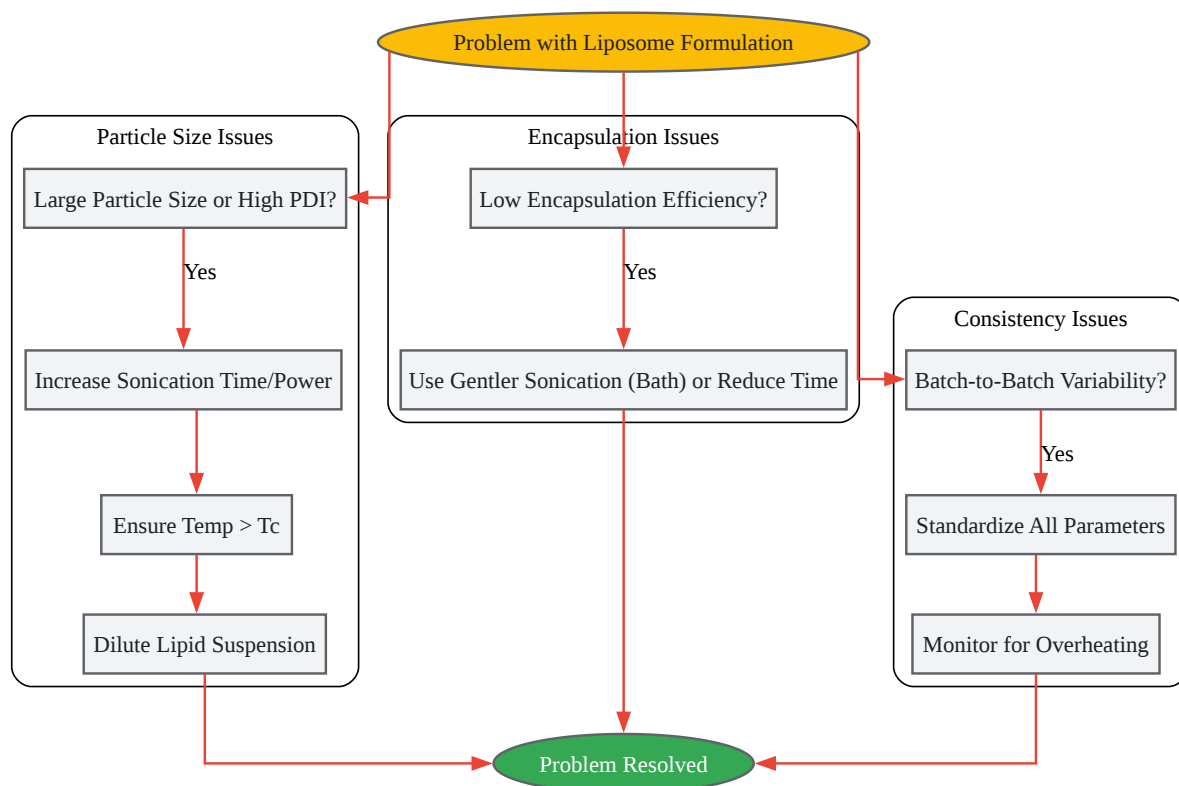 Problem with Liposome Formulation
Particle Size Issues
Large Particle Size or High PDI?
Yes
Increase Sonication Time/Power
Ensure Temp > Tc
Dilute Lipid Suspension
Encapsulation Issues
Low Encapsulation Efficiency?
Yes
Use Gentler Sonication (Bath) or Reduce Time
Consistency Issues
Batch-to-Batch Variability?
Yes
Standardize All Parameters
Monitor for Overheating
Problem Resolved